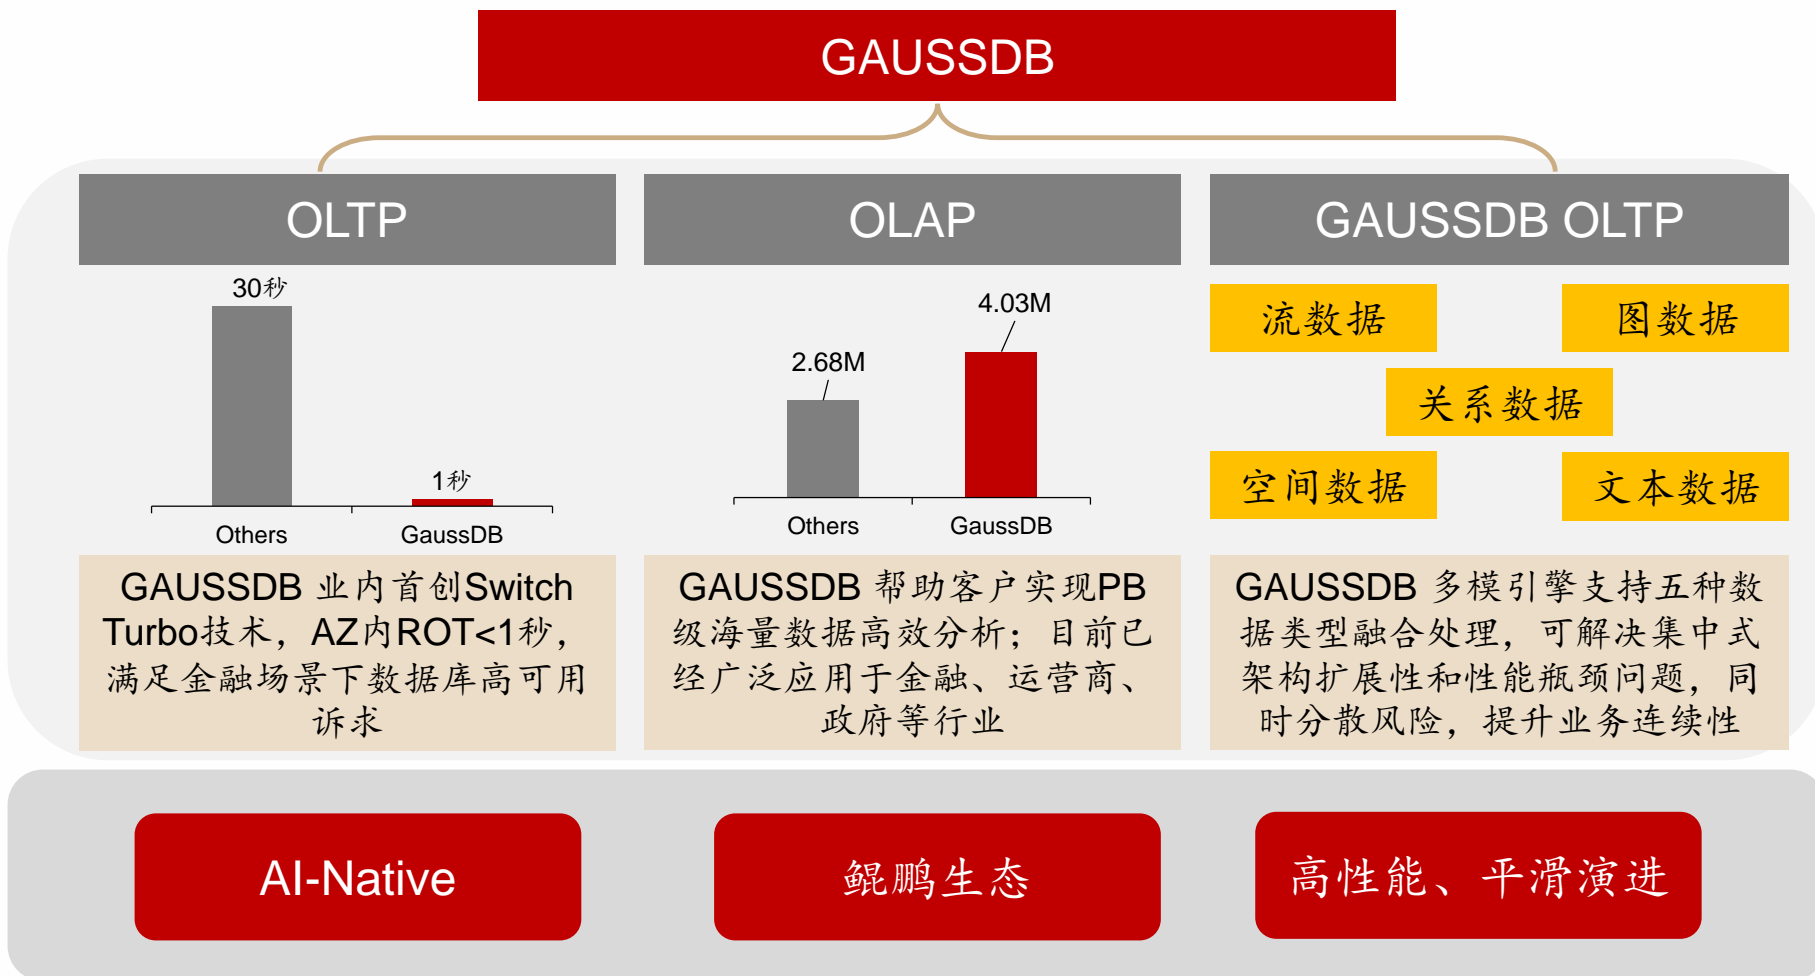 GAUSSDB
OLTP
30秒
1秒
Others
GaussDB
GAUSSDB 业内首创Switch
Turbo技术，AZ内ROT<1秒，
满足金融场景下数据库高可用
诉求
OLAP
2.68M
4.03M
Others
GaussDB
GAUSSDB 帮助客户实现PB
级海量数据高效分析；目前已
经广泛应用于金融、运营商、
政府等行业
GAUSSDB OLTP
流数据
图数据
关系数据
空间数据
文本数据
GAUSSDB 多模引擎支持五种数
据类型融合处理，可解决集中式
架构扩展性和性能瓶颈问题，同
时分散风险，提升业务连续性
AI-Native
鲲鹏生态
高性能、平滑演进